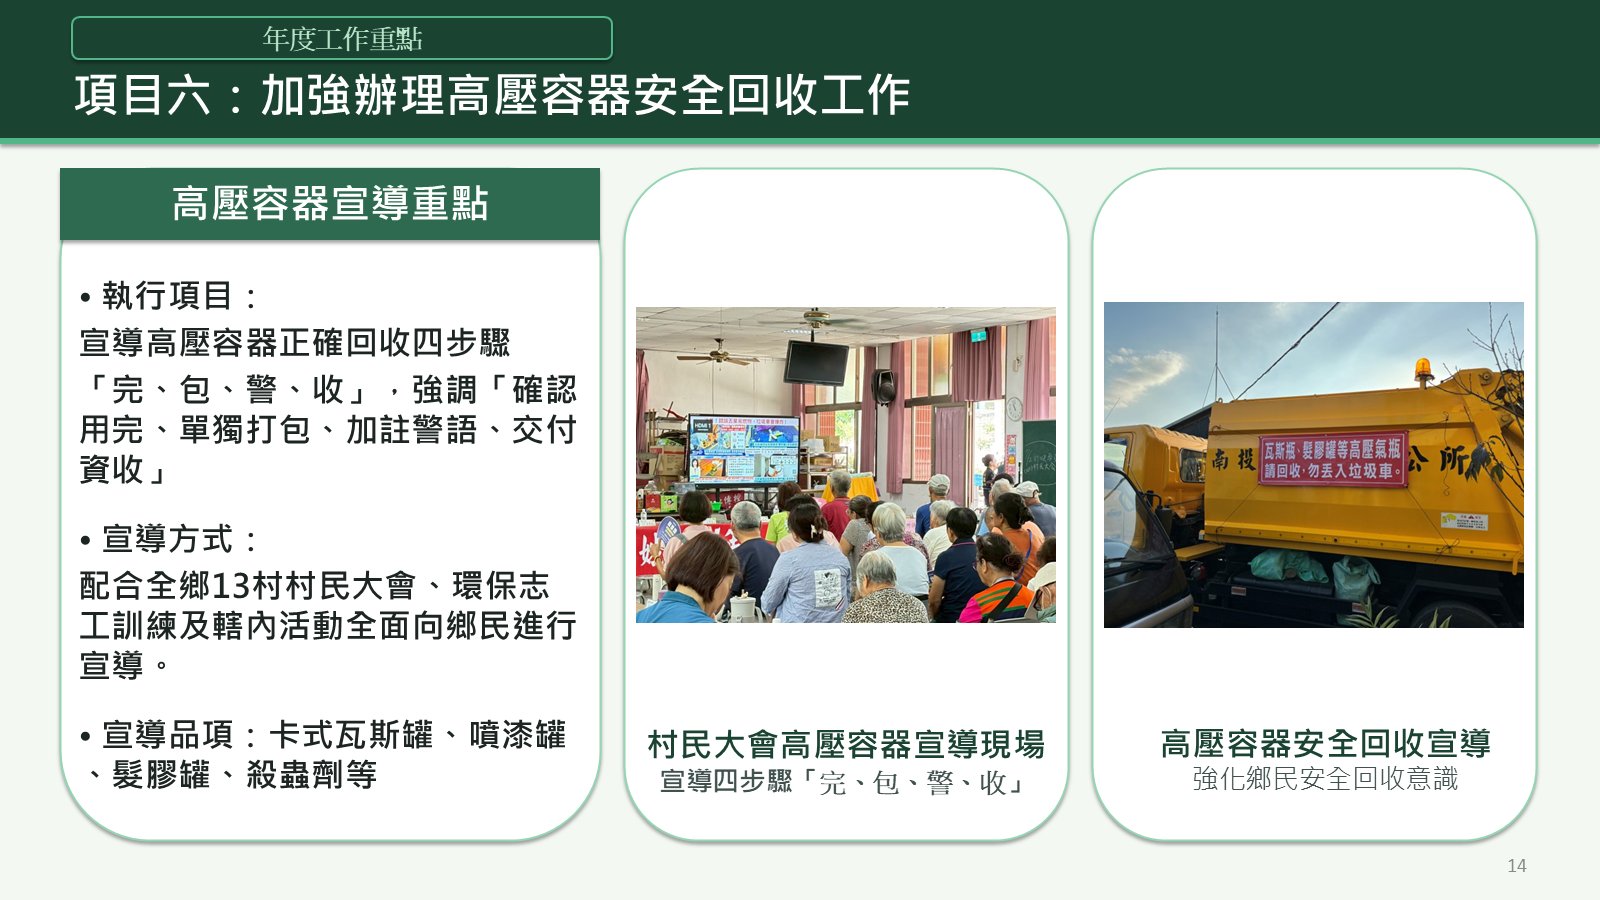 年度工作重點
項目六：加強辦理高壓容器安全回收工作
高壓容器宣導重點
• 執行項目：
宣導高壓容器正確回收四步驟
「完、包、警、收」，強調「確認
用完、單獨打包、加註警語、交付
資收」
• 宣導方式：
配合全鄉13村村民大會、環保志
工訓練及轄內活動全面向鄉民進行
宣導。
• 宣導品項：卡式瓦斯罐、噴漆罐
、髮膠罐、殺蟲劑等
HDMI 1
村民大會高壓容器宣導現場
宣導四步驟「完、包、警、收」
南投
瓦斯瓶、髮膠罐等高壓氣瓶
請回收，勿丟入垃圾車。
公所
高壓容器安全回收宣導
強化鄉民安全回收意識
14